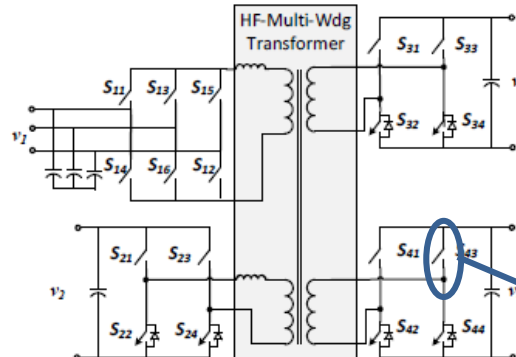 HF-Multi-Wdg
Transformer
S11 S13 S15
v1
S14 S16 S12
S31 S33
v
S32 S34
S21 S23
v2
S22 S24
S41 S43
v
S42 S44